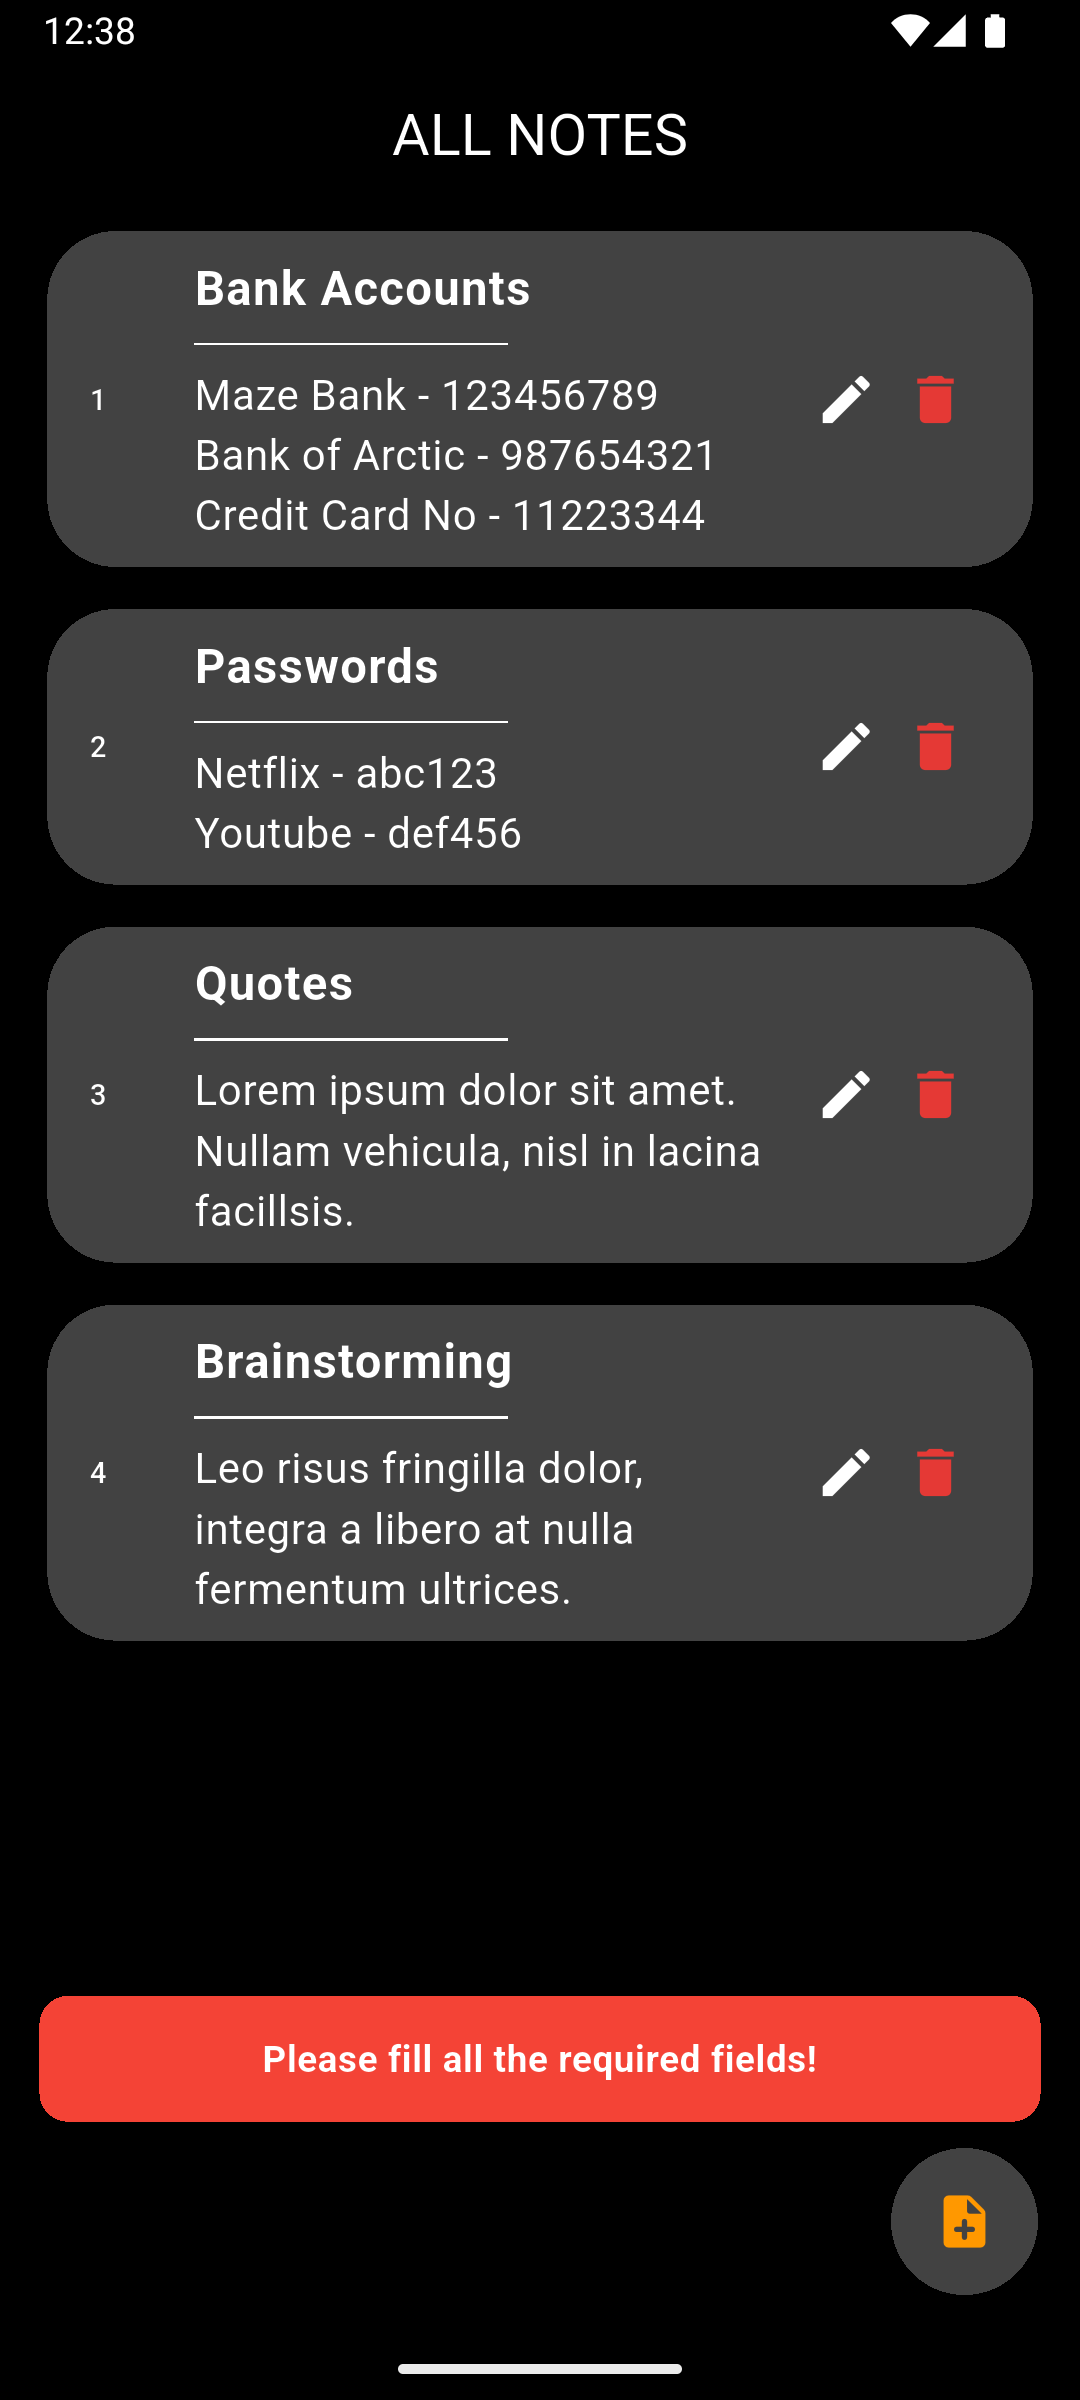 12:38
ALL NOTES
Bank Accounts
1
Maze Bank - 123456789
Bank of Arctic - 987654321
Credit Card No - 11223344
Passwords
2
Netflix - abc123
Youtube - def456
Quotes
3
Lorem ipsum dolor sit amet.
Nullam vehicula, nisl in lacina
facillsis.
Brainstorming
4
Leo risus fringilla dolor,
integra a libero at nulla
fermentum ultrices.
Please fill all the required fields!